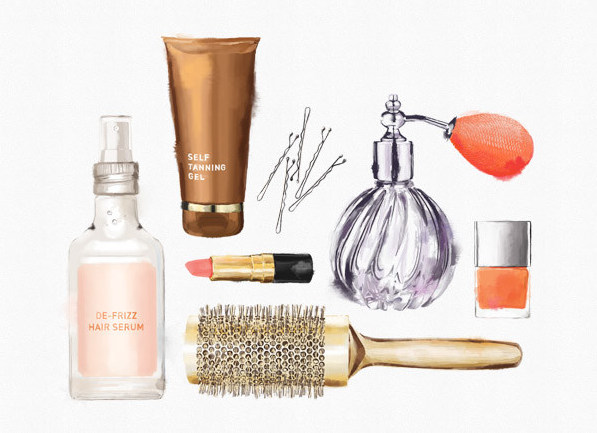 SELF
TANNING
GEL
DE-FRIZZ
HAIR SERUM